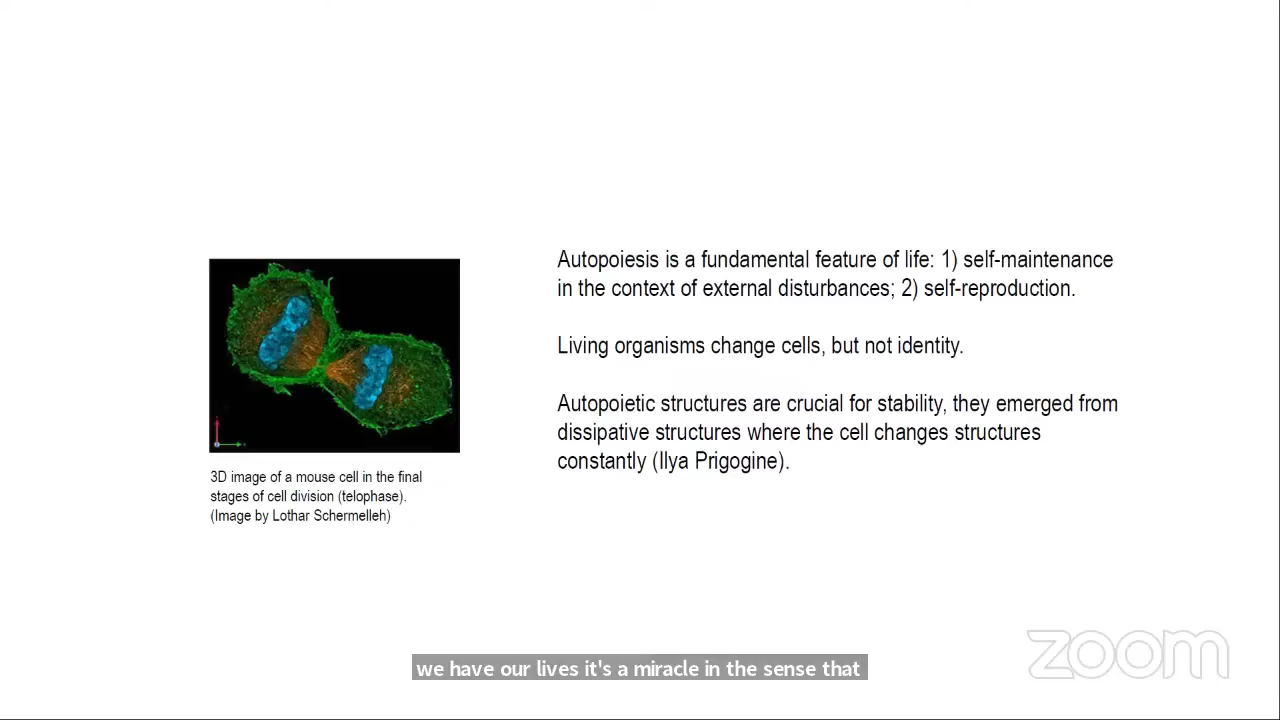 Autopoiesis is a fundamental feature of life: 1) self-maintenance
in the context of external disturbances; 2) self-reproduction.
Living organisms change cells, but not identity.
Autopoietic structures are crucial for stability, they emerged from
dissipative structures where the cell changes structures
constantly (Ilya Prigogine).
3D image of a mouse cell in the final
stages of cell division (telophase).
(Image by Lothar Schermelleh)
zoom
we have our lives it's a miracle in the sense that